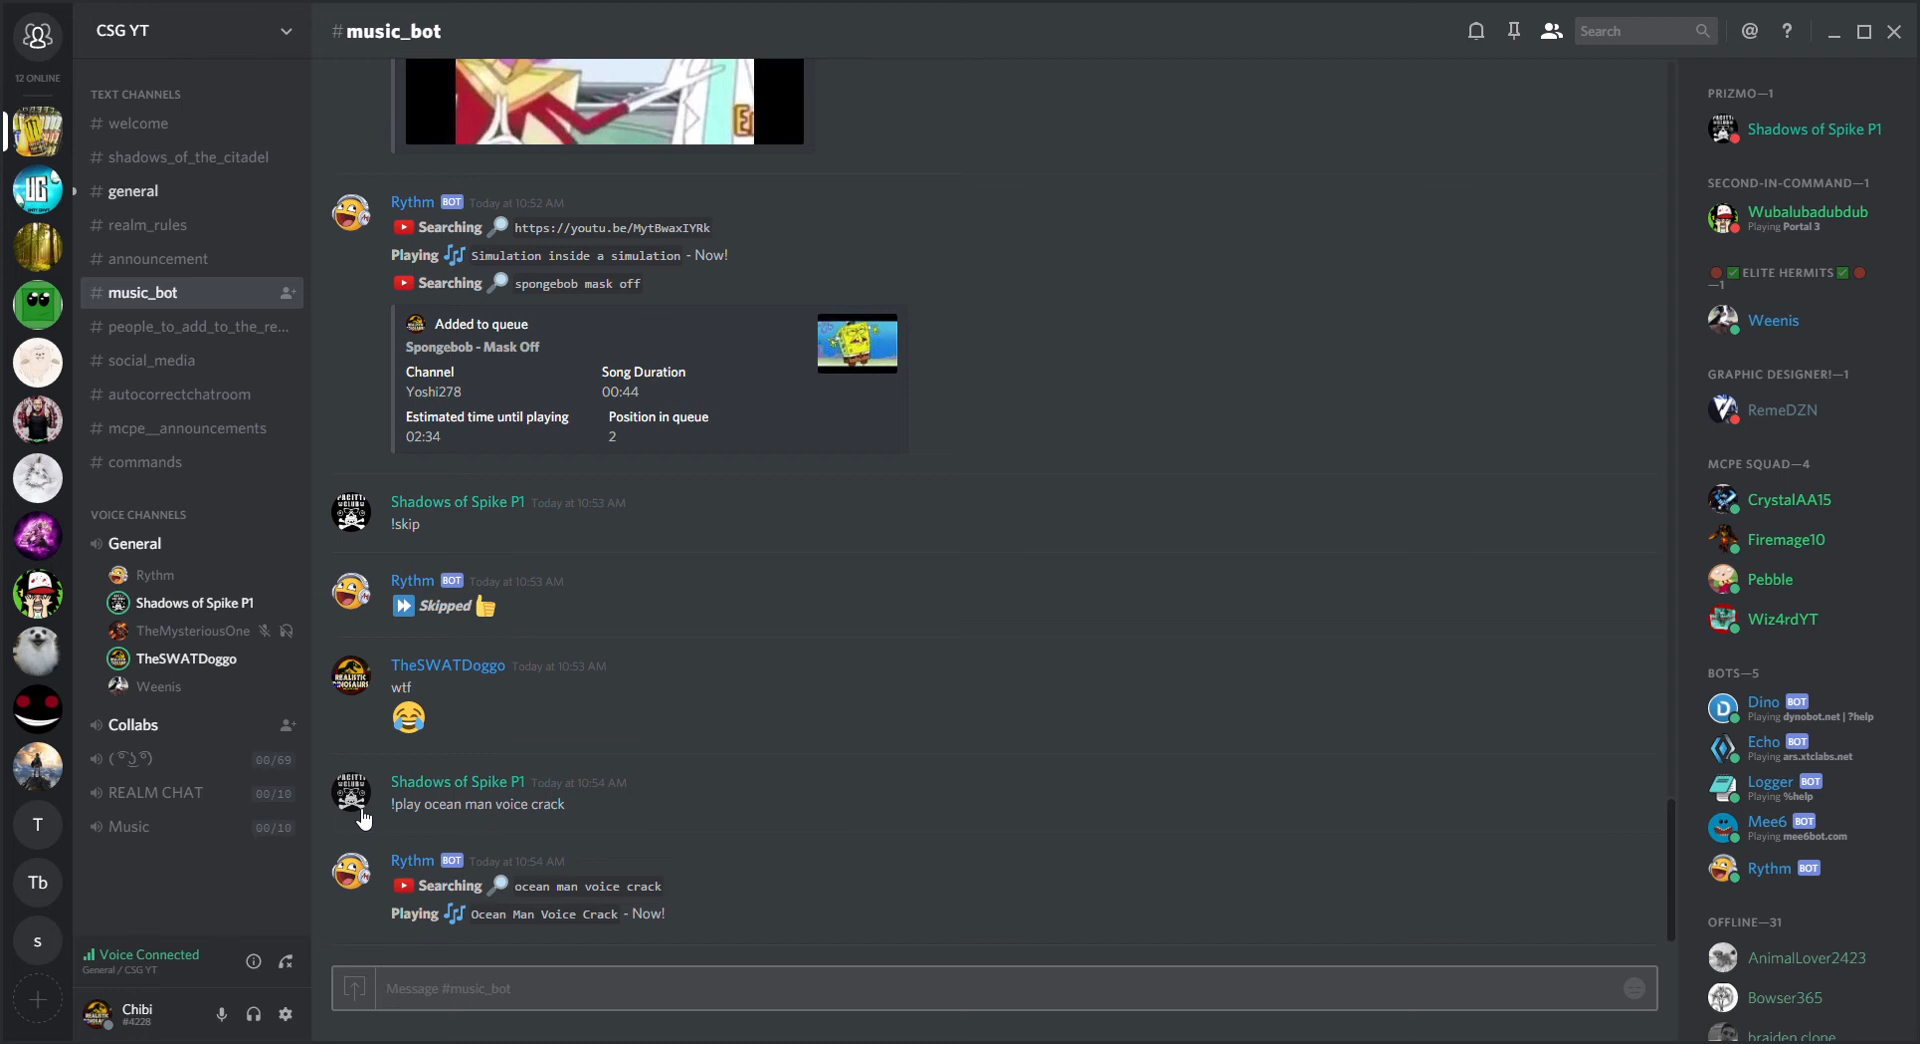 12 ONLINE
T
Tb
s
CSG YT
TEXT CHANNELS
# welcome
# shadows_of_the_citadel
# general
# realm_rules
# announcement
# music_bot
# people_to_add_to_the_re...
# social_media
# autocorrectchatroom
# mcpe__announcements
# commands
VOICE CHANNELS
General
Rythm
Shadows of Spike P1
TheMysteriousOne
TheSWATDoggo
Weenis
Collabs
( ͡° ͜ʖ ͡°) 00/69
REALM CHAT 00/10
Music 00/10
Voice Connected
General / CSG YT
Chibi
#4228
#music_bot
Search
Rythm BOT Today at 10:52 AM
Searching https://youtu.be/MytBwaxIYRk
Playing Simulation inside a simulation - Now!
Searching spongebob mask off
Added to queue
Spongebob - Mask Off
Channel Song Duration
Yoshi278 00:44
Estimated time until playing Position in queue
02:34 2
Shadows of Spike P1 Today at 10:53 AM
!skip
Rythm BOT Today at 10:53 AM
Skipped
TheSWATDoggo Today at 10:53 AM
wtf
Shadows of Spike P1 Today at 10:54 AM
!play ocean man voice crack
Rythm BOT Today at 10:54 AM
Searching ocean man voice crack
Playing Ocean Man Voice Crack - Now!
Message #music_bot
PRIZMO—1
Shadows of Spike P1
SECOND-IN-COMMAND—1
Wubalubadubdub
Playing Portal 3
ELITE HERMITS
—1
Weenis
GRAPHIC DESIGNER!—1
RemeDZN
MCPE SQUAD—4
CrystalAA15
Firemage10
Pebble
Wiz4rdYT
BOTS—5
Dino BOT
Playing dynobot.net | ?help
Echo BOT
Playing ars.xtclabs.net
Logger BOT
Playing %help
Mee6 BOT
Playing mee6bot.com
Rythm BOT
OFFLINE—31
AnimalLover2423
Bowser365
braiden clone